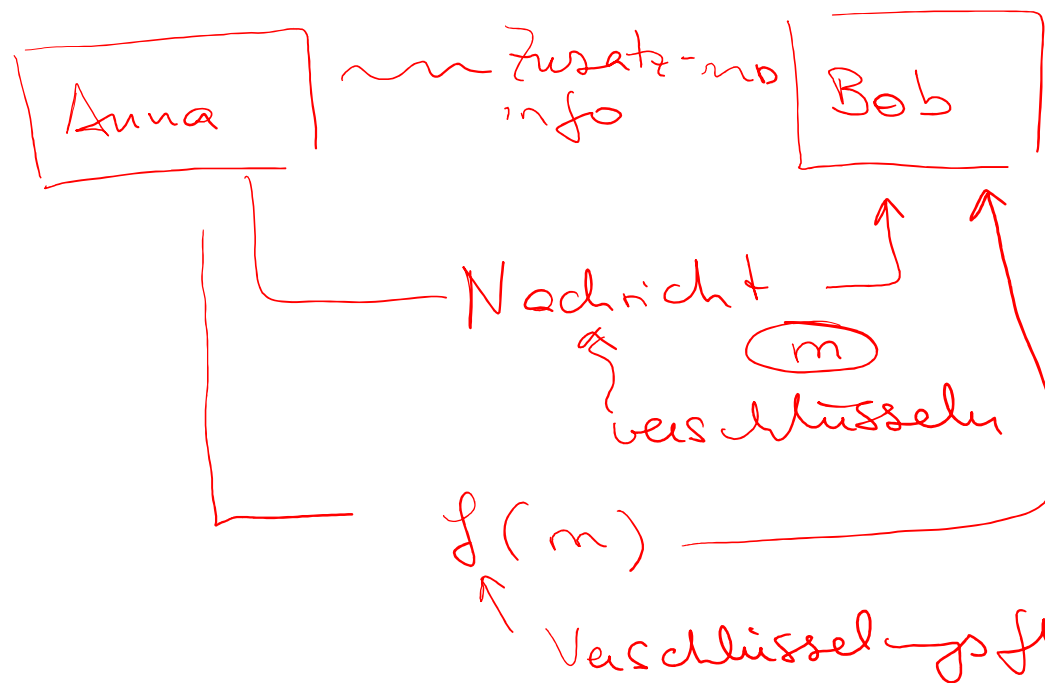 Anna
Zusatz-
info
Bob
Nachricht
m
verschlüsseln
f(m)
Verschlüsselungsf